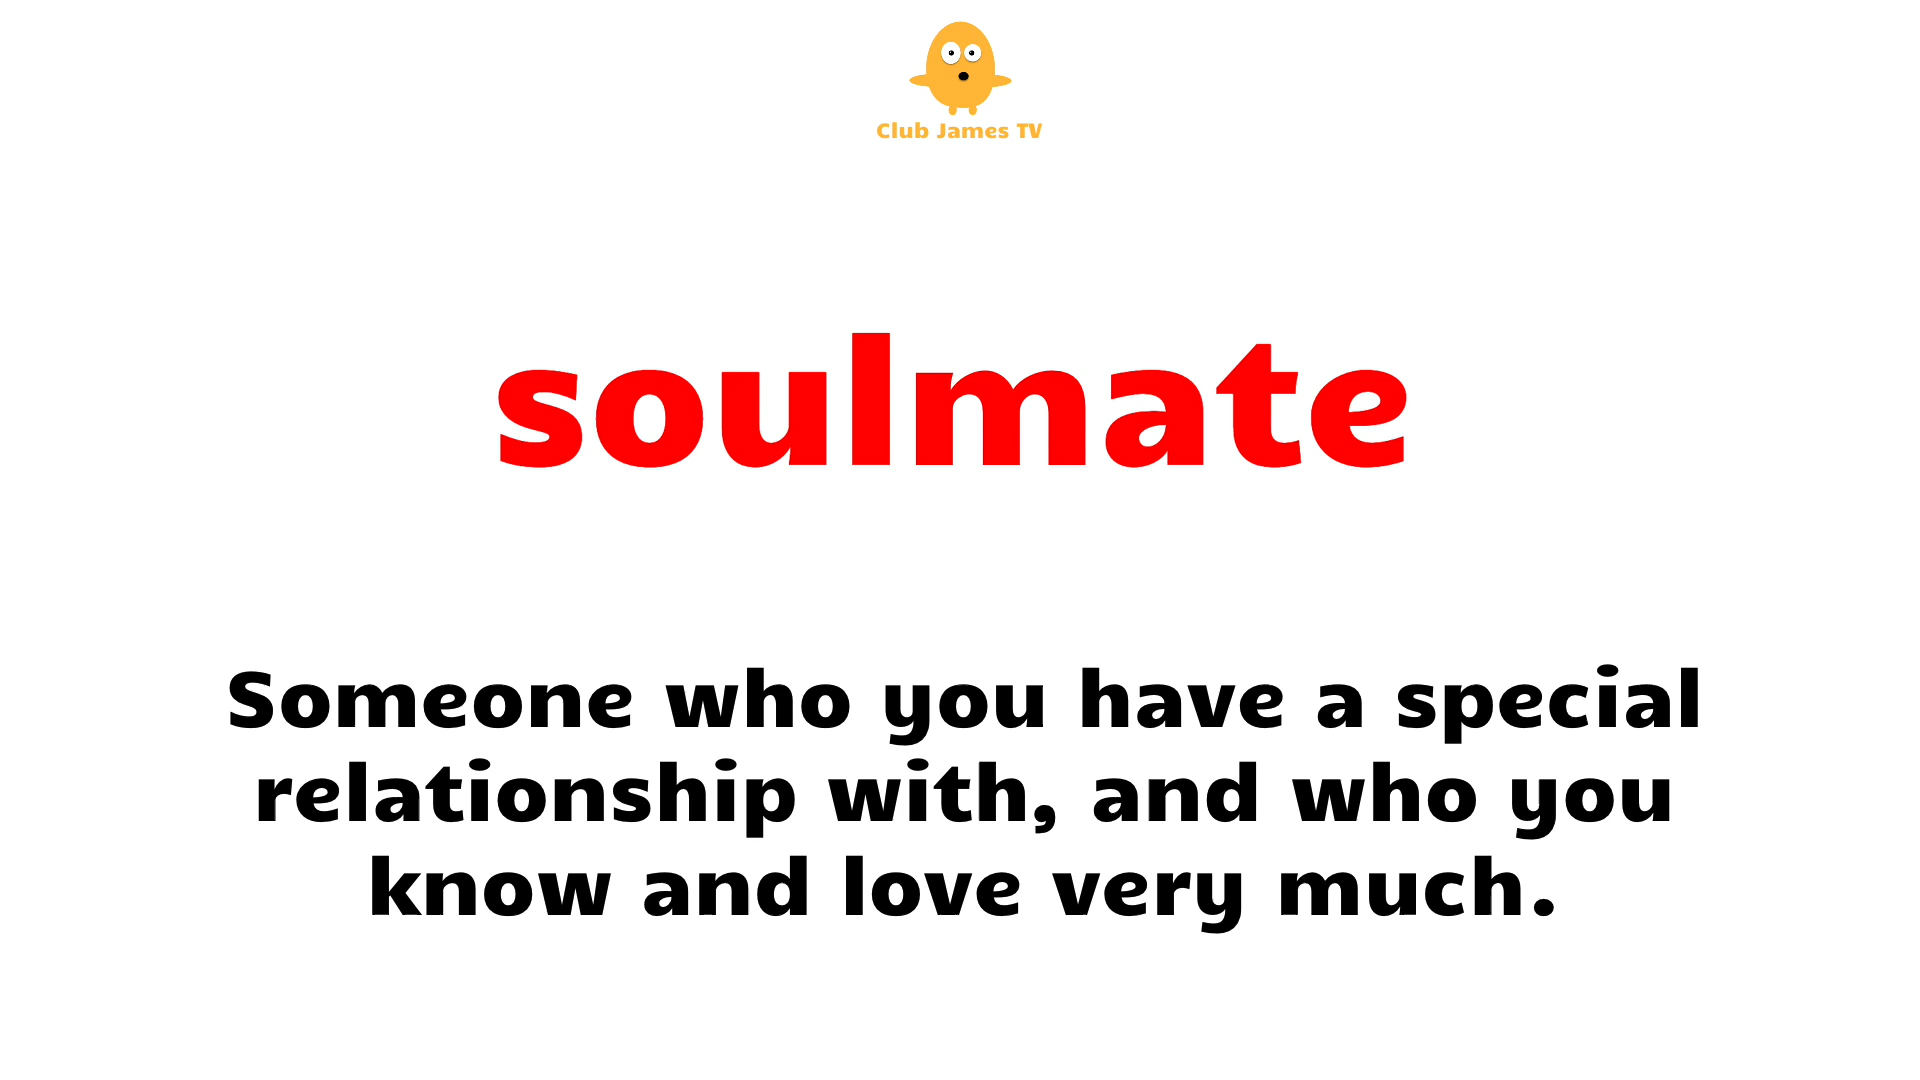 Club James TV
soulmate
Someone who you have a special
relationship with, and who you
know and love very much.